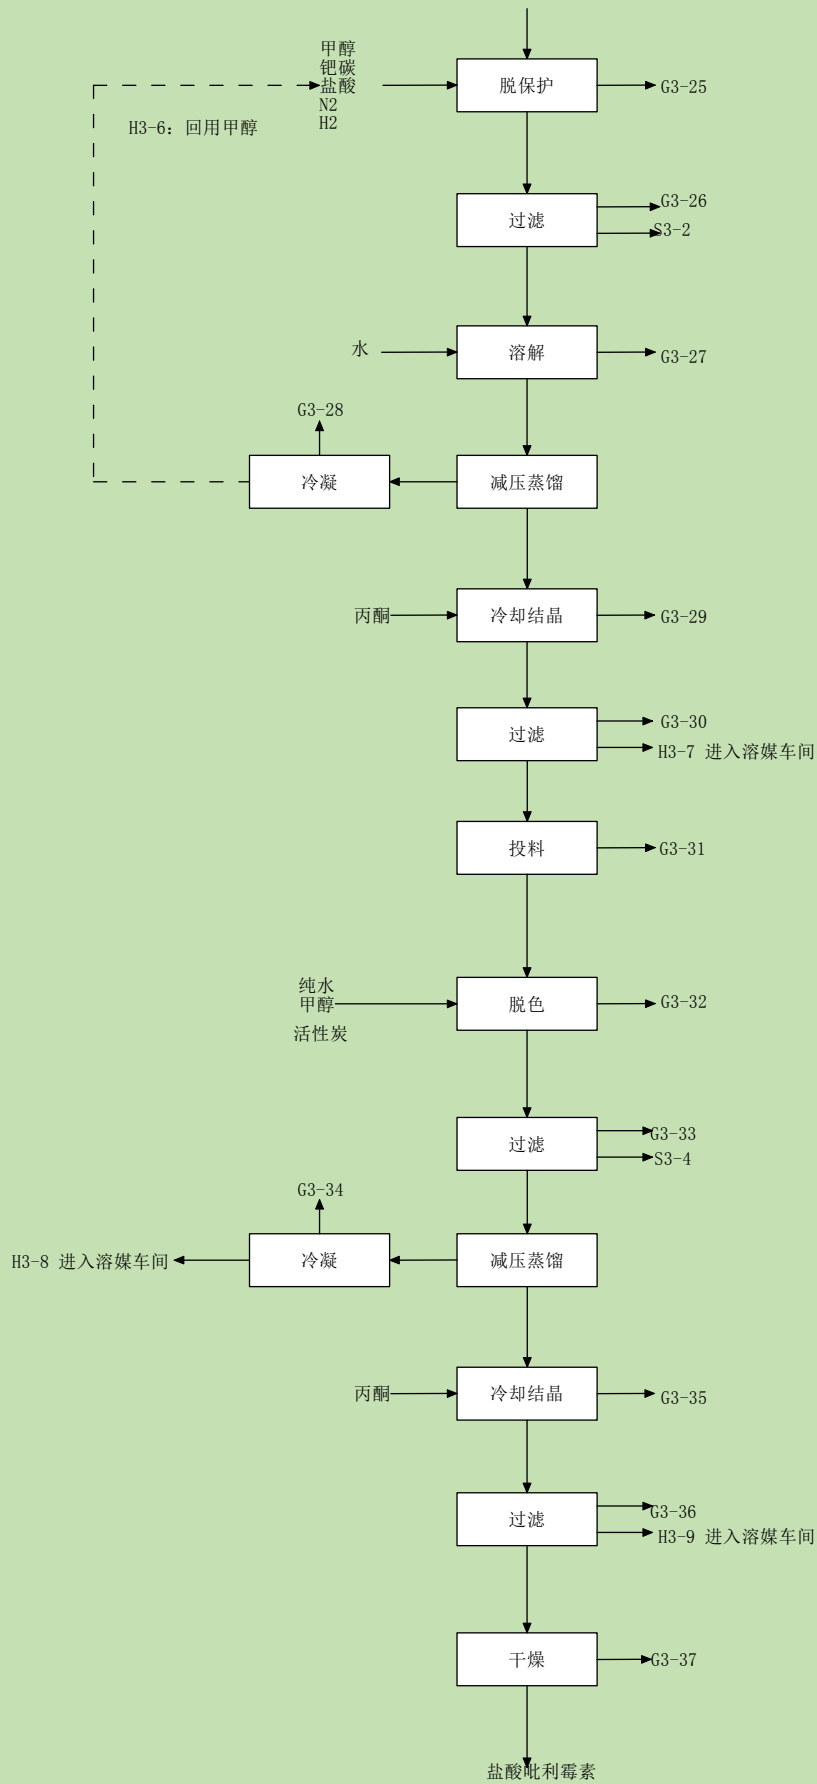 甲醇
钯碳
盐酸
N2
H2
脱保护
G3-25
H3-6：回用甲醇
过滤
G3-26
S3-2
水
溶解
G3-27
G3-28
冷凝
减压蒸馏
丙酮
冷却结晶
G3-29
过滤
G3-30
H3-7 进入溶媒车间
投料
G3-31
纯水
甲醇
活性炭
脱色
G3-32
过滤
G3-33
S3-4
G3-34
H3-8 进入溶媒车间
冷凝
减压蒸馏
丙酮
冷却结晶
G3-35
过滤
G3-36
H3-9 进入溶媒车间
干燥
G3-37
盐酸吡利霉素